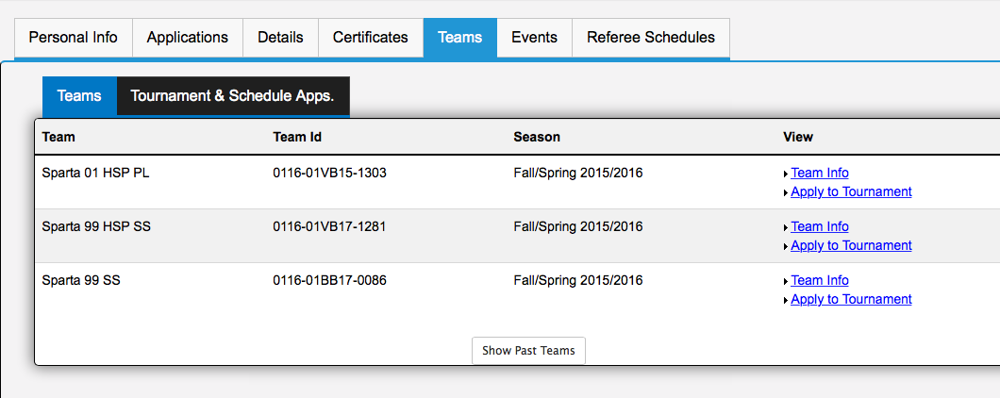 Personal Info Applications Details Certificates Teams Events Referee Schedules
Teams Tournament & Schedule Apps.
Team Team Id Season View
Sparta 01 HSP PL 0116-01VB15-1303 Fall/Spring 2015/2016 Team Info
Apply to Tournament
Sparta 99 HSP SS 0116-01VB17-1281 Fall/Spring 2015/2016 Team Info
Apply to Tournament
Sparta 99 SS 0116-01BB17-0086 Fall/Spring 2015/2016 Team Info
Apply to Tournament
Show Past Teams